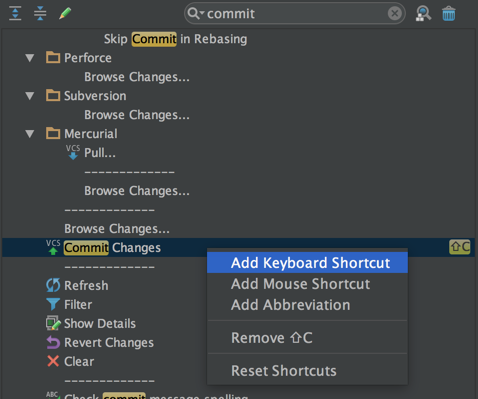 commit
Skip Commit in Rebasing
Perforce
Browse Changes...
Subversion
Browse Changes...
Mercurial
VCS Pull...
-------------
Browse Changes...
-------------
Browse Changes...
VCS Commit Changes ⇧C
-------------
Refresh
Filter
Show Details
Revert Changes
Clear
-------------
ABC Check commit message spelling
Add Keyboard Shortcut
Add Mouse Shortcut
Add Abbreviation
Remove ⇧C
Reset Shortcuts